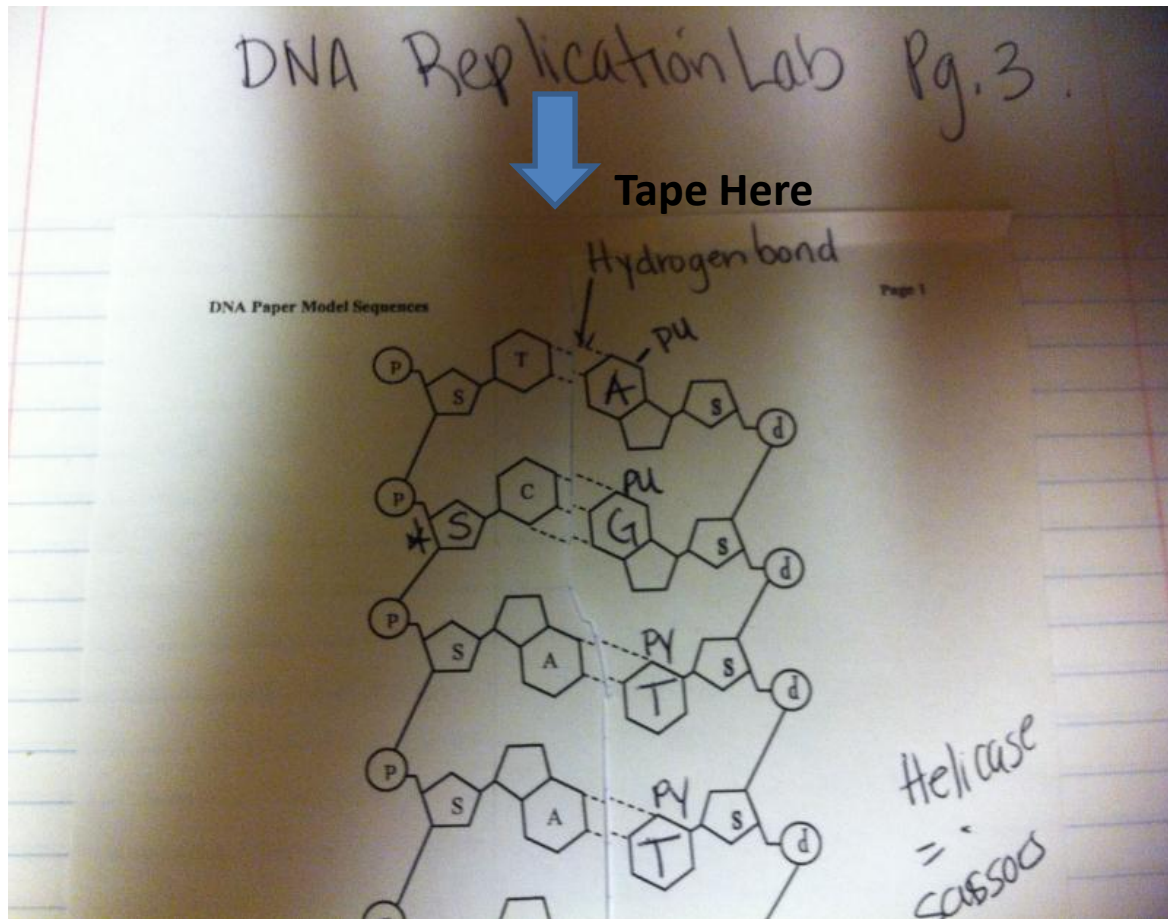 DNA Replication Lab Pg. 3.
Tape Here
Hydrogen bond
DNA Paper Model Sequences
Page 1
P S T A PU S P
P S C G PU S P
P S A T PY S P
P S A T PY S P
P
Helicase
=